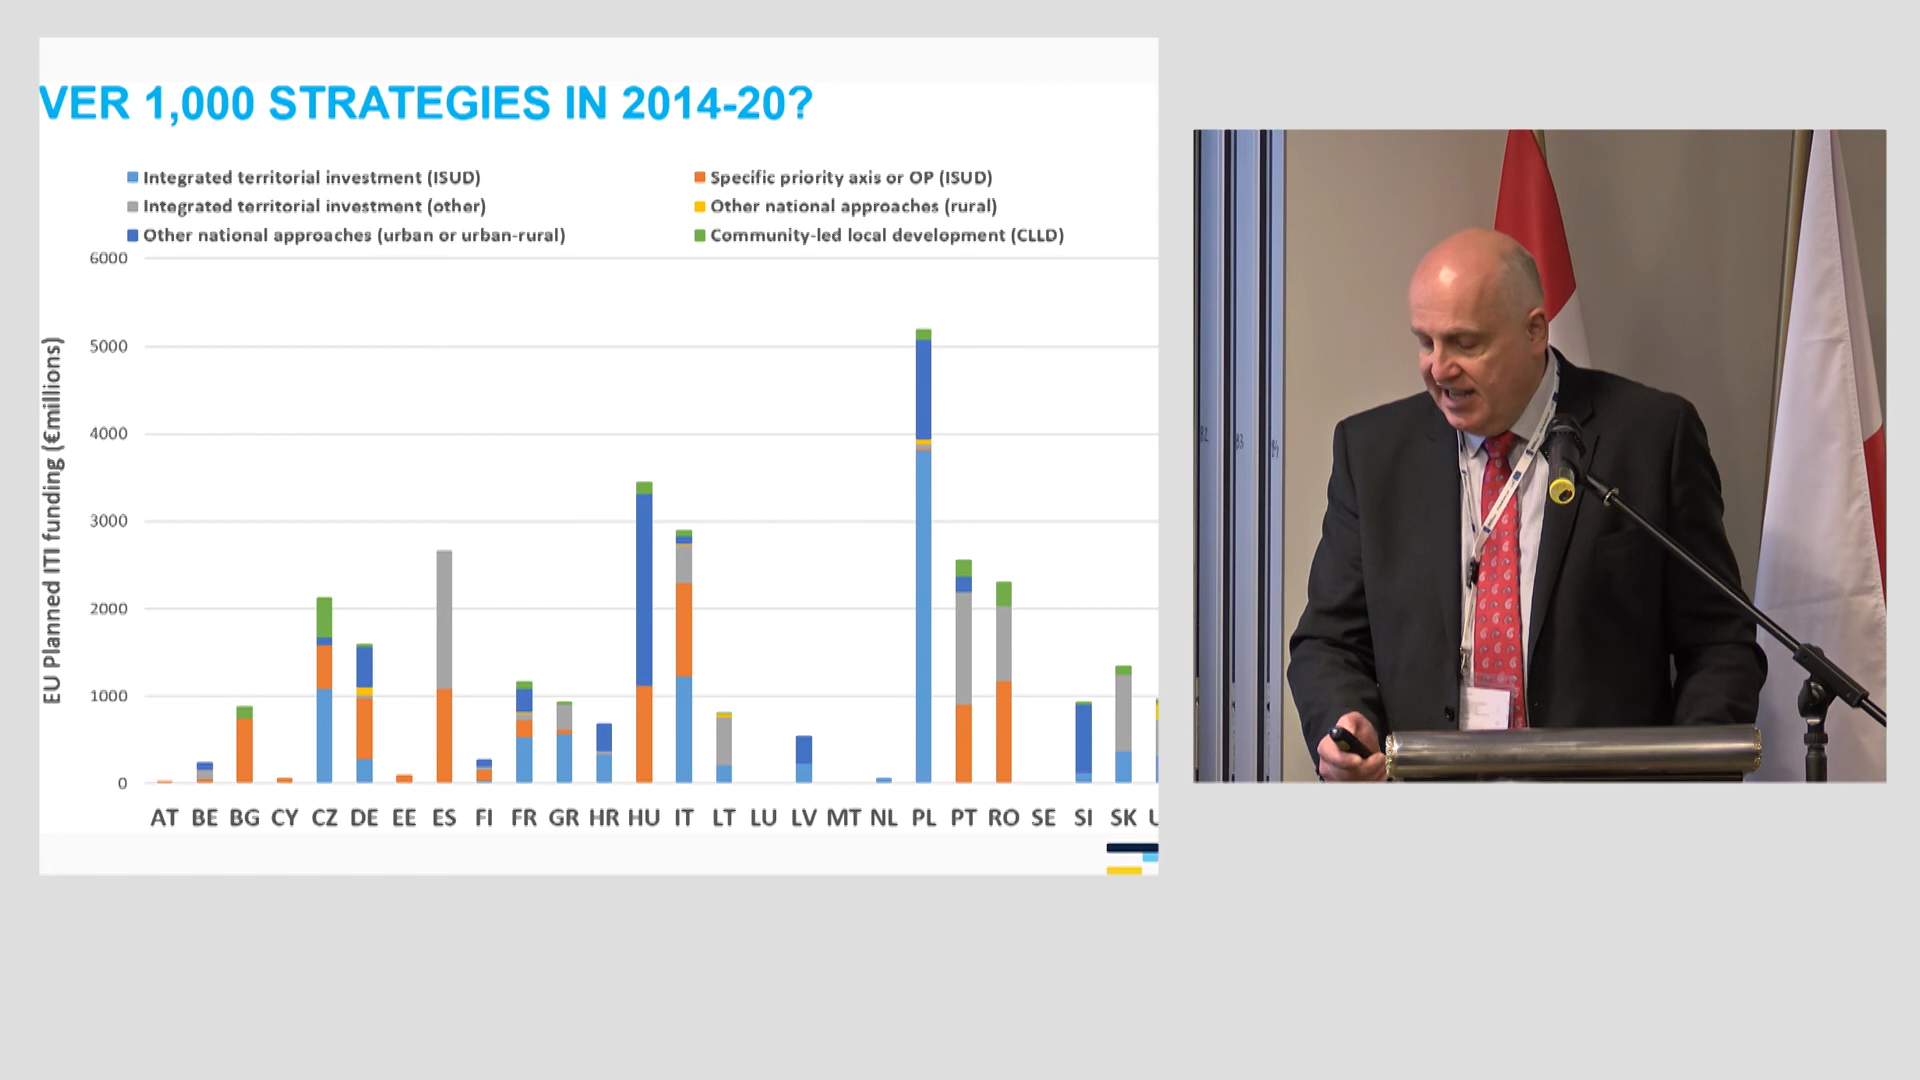 VER 1,000 STRATEGIES IN 2014-20?
Integrated territorial investment (ISUD)
Specific priority axis or OP (ISUD)
Integrated territorial investment (other)
Other national approaches (rural)
Other national approaches (urban or urban-rural)
Community-led local development (CLLD)
EU Planned ITI funding (€millions)
6000
5000
4000
3000
2000
1000
0
AT BE BG CY CZ DE EE ES FI FR GR HR HU IT LT LU LV MT NL PL PT RO SE SI SK U